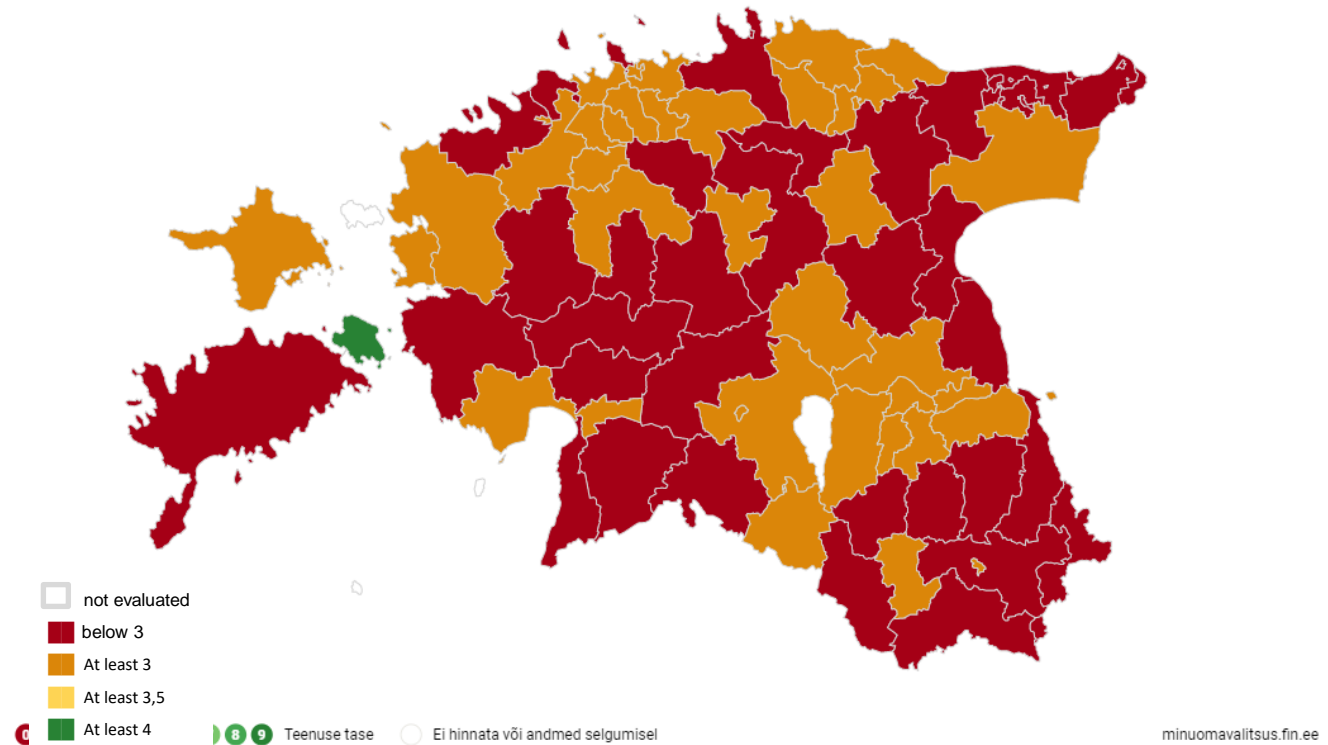 not evaluated
below 3
At least 3
At least 3,5
At least 4
8 9 Teenuse tase Ei hinnata või andmed selgumisel minuomavalitsus.fin.ee